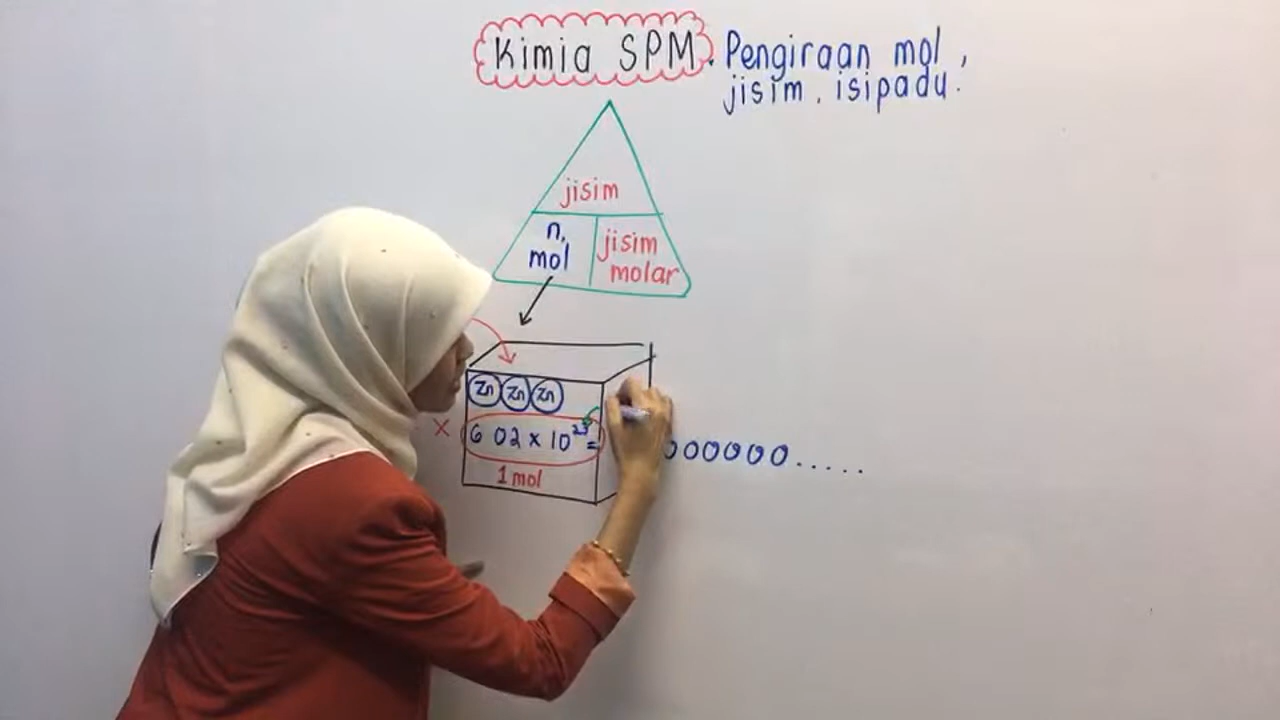 Kimia SPM. Pengiraan mol,
jisim, isipadu.
jisim
n,
mol
jisim
molar
Zn Zn Zn
x 6 02 x 10²³ =
000000.....
1 mol